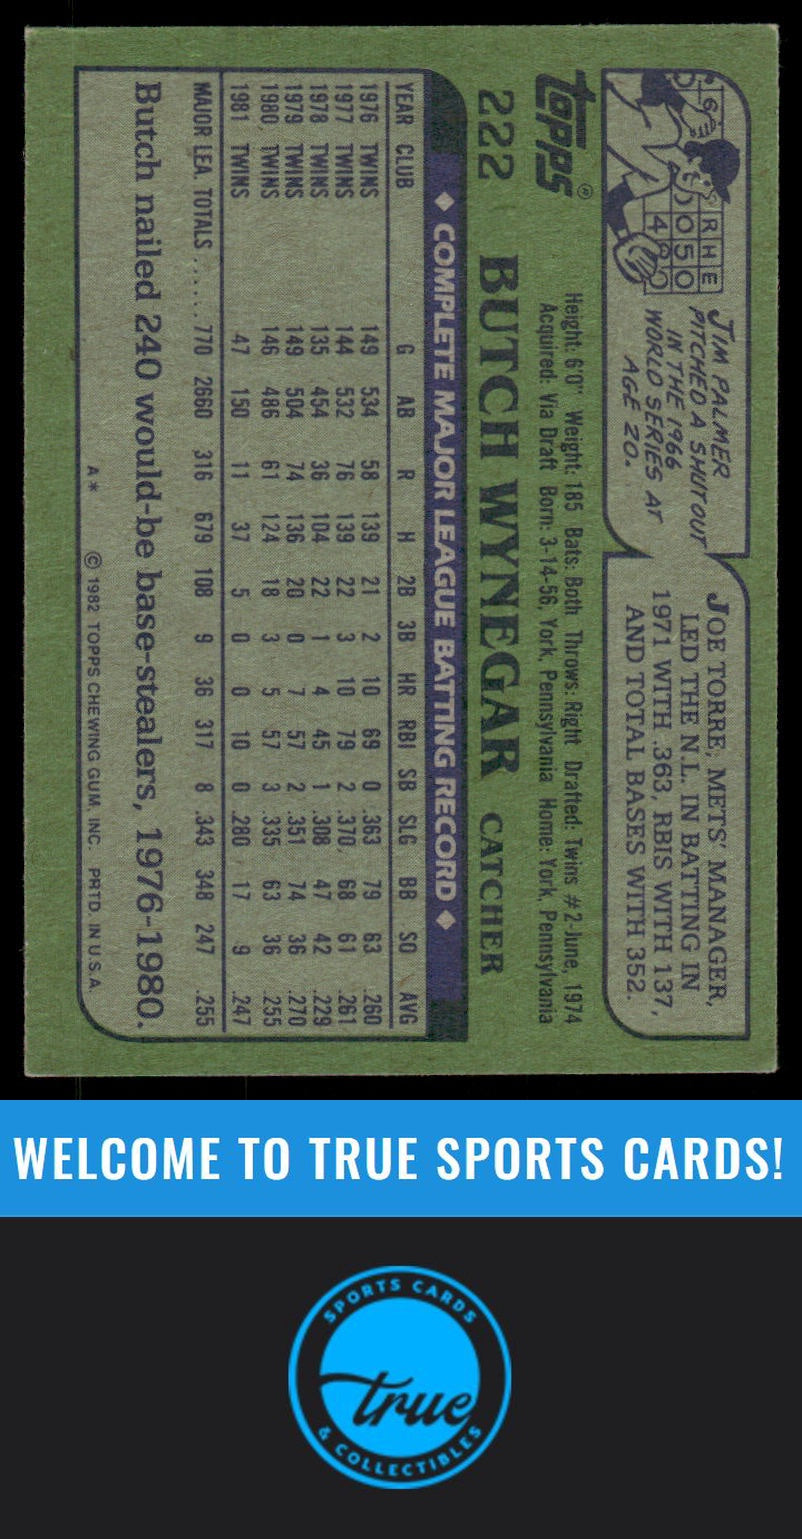 JIM PALMER
PITCHED A SHUTOUT
IN THE 1966
WORLD SERIES AT
AGE 20.
R H E
0 5 0
4 6 0
JOE TORRE, METS' MANAGER,
LED THE N.L. IN BATTING IN
1971 WITH .363, RBIS WITH 137,
AND TOTAL BASES WITH 352.
Topps®
Height: 6'0" Weight: 185 Bats: Both Throws: Right Drafted: Twins #2-June, 1974
Acquired: Via Draft Born: 3-14-56, York, Pennsylvania Home: York, Pennsylvania
222 BUTCH WYNEGAR CATCHER
◆ COMPLETE MAJOR LEAGUE BATTING RECORD ◆
YEAR CLUB G AB R H 2B 3B HR RBI SB SLG BB SO AVG
1976 TWINS 149 534 58 139 21 2 10 69 0 .363 79 63 .260
1977 TWINS 144 532 76 139 22 3 10 79 2 .370 68 61 .261
1978 TWINS 135 454 36 104 22 1 4 45 1 .308 47 42 .229
1979 TWINS 149 504 74 136 20 0 7 57 2 .351 74 36 .270
1980 TWINS 146 486 61 124 18 3 5 57 3 .335 63 36 .255
1981 TWINS 47 150 11 37 5 0 0 10 0 .280 17 9 .247
MAJOR LEA. TOTALS...... 770 2660 316 679 108 9 36 317 8 .343 348 247 .255
Butch nailed 240 would-be base-stealers, 1976-1980.
A* © 1982 TOPPS CHEWING GUM, INC. PRTD. IN U.S.A.
WELCOME TO TRUE SPORTS CARDS!
SPORTS CARDS
true
& COLLECTIBLES